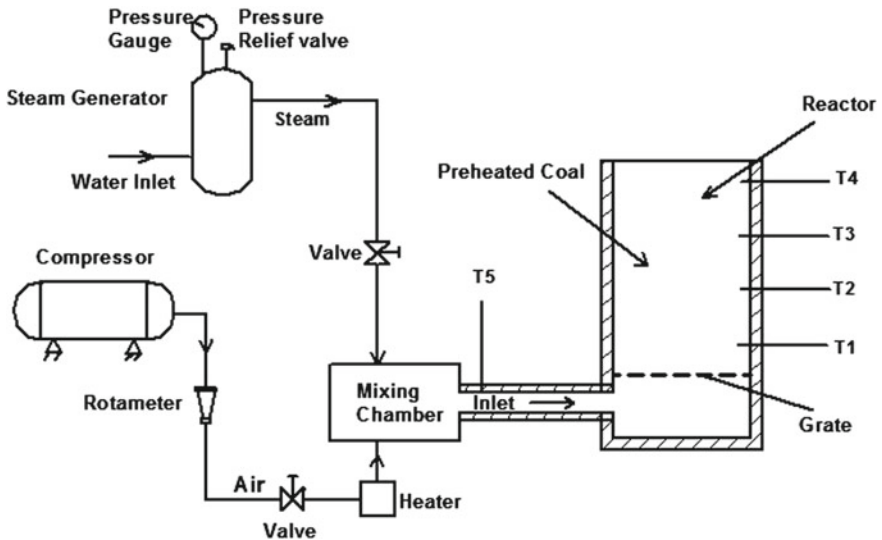 Pressure
Gauge
Pressure
Relief valve
Steam Generator
Steam
Water Inlet
Reactor
Preheated Coal
T4
T3
T2
T1
Valve
Compressor
T5
Rotameter
Mixing
Chamber
Inlet
Grate
Air
Heater
Valve